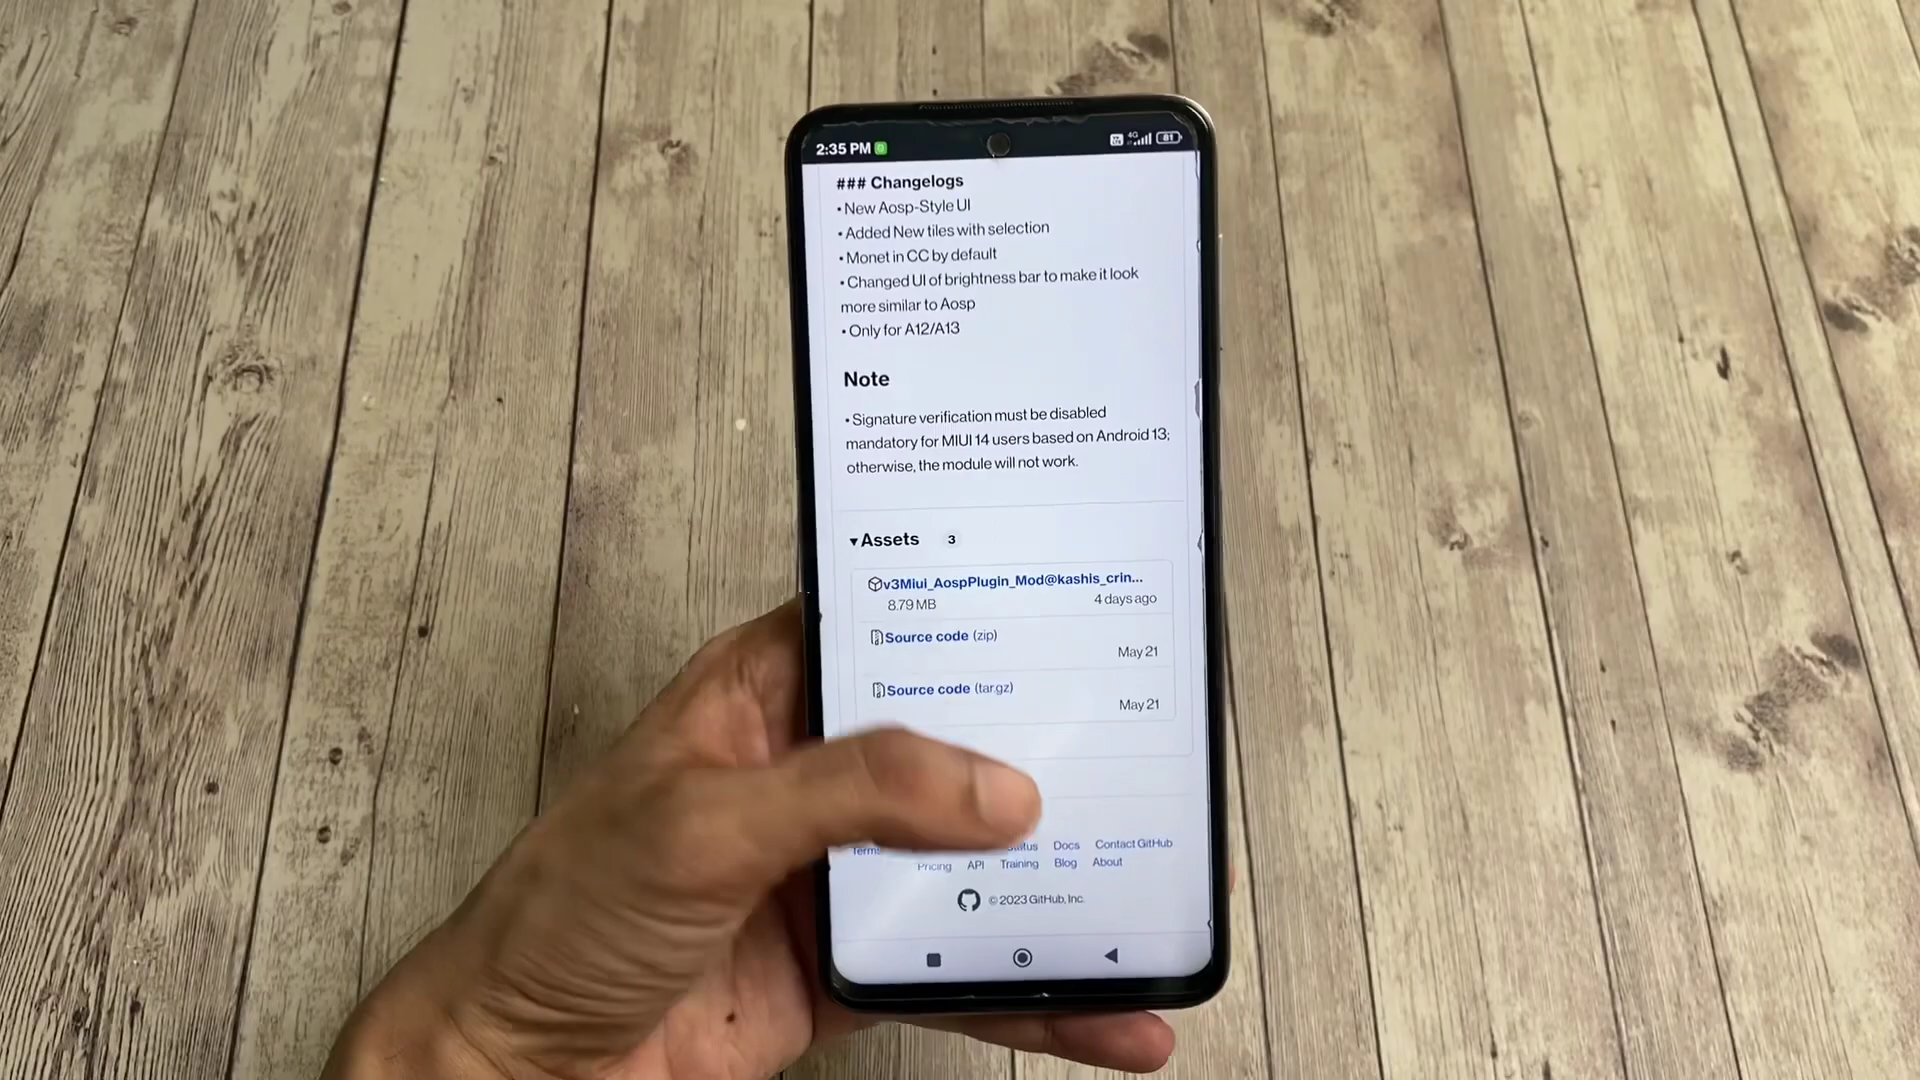 2:35 PM
4G
81
### Changelogs
• New Aosp-Style UI
• Added New tiles with selection
• Monet in CC by default
• Changed UI of brightness bar to make it look
more similar to Aosp
• Only for A12/A13
Note
• Signature verification must be disabled
mandatory for MIUI 14 users based on Android 13;
otherwise, the module will not work.
▾Assets 3
v3Miui_AospPlugin_Mod@kashis_crin...
8.79 MB 4 days ago
Source code (zip)
May 21
Source code (tar.gz)
May 21
Docs Contact GitHub
Pricing API Training Blog About
© 2023 GitHub, Inc.